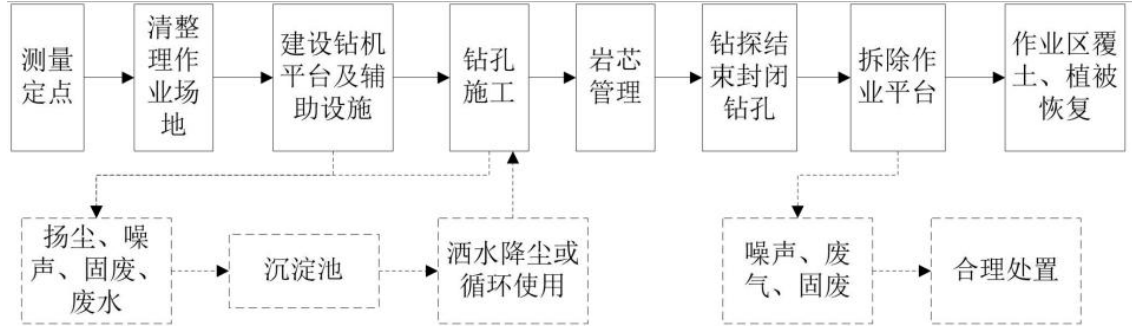 测量
定点
清整
理作
业场
地
建设钻机
平台及辅
助设施
钻孔
施工
岩芯
管理
钻探结
束封闭
钻孔
拆除作
业平台
作业区覆
土、植被
恢复
扬尘、噪
声、固废、
废水
沉淀池
洒水降尘或
循环使用
噪声、废
气、固废
合理处置